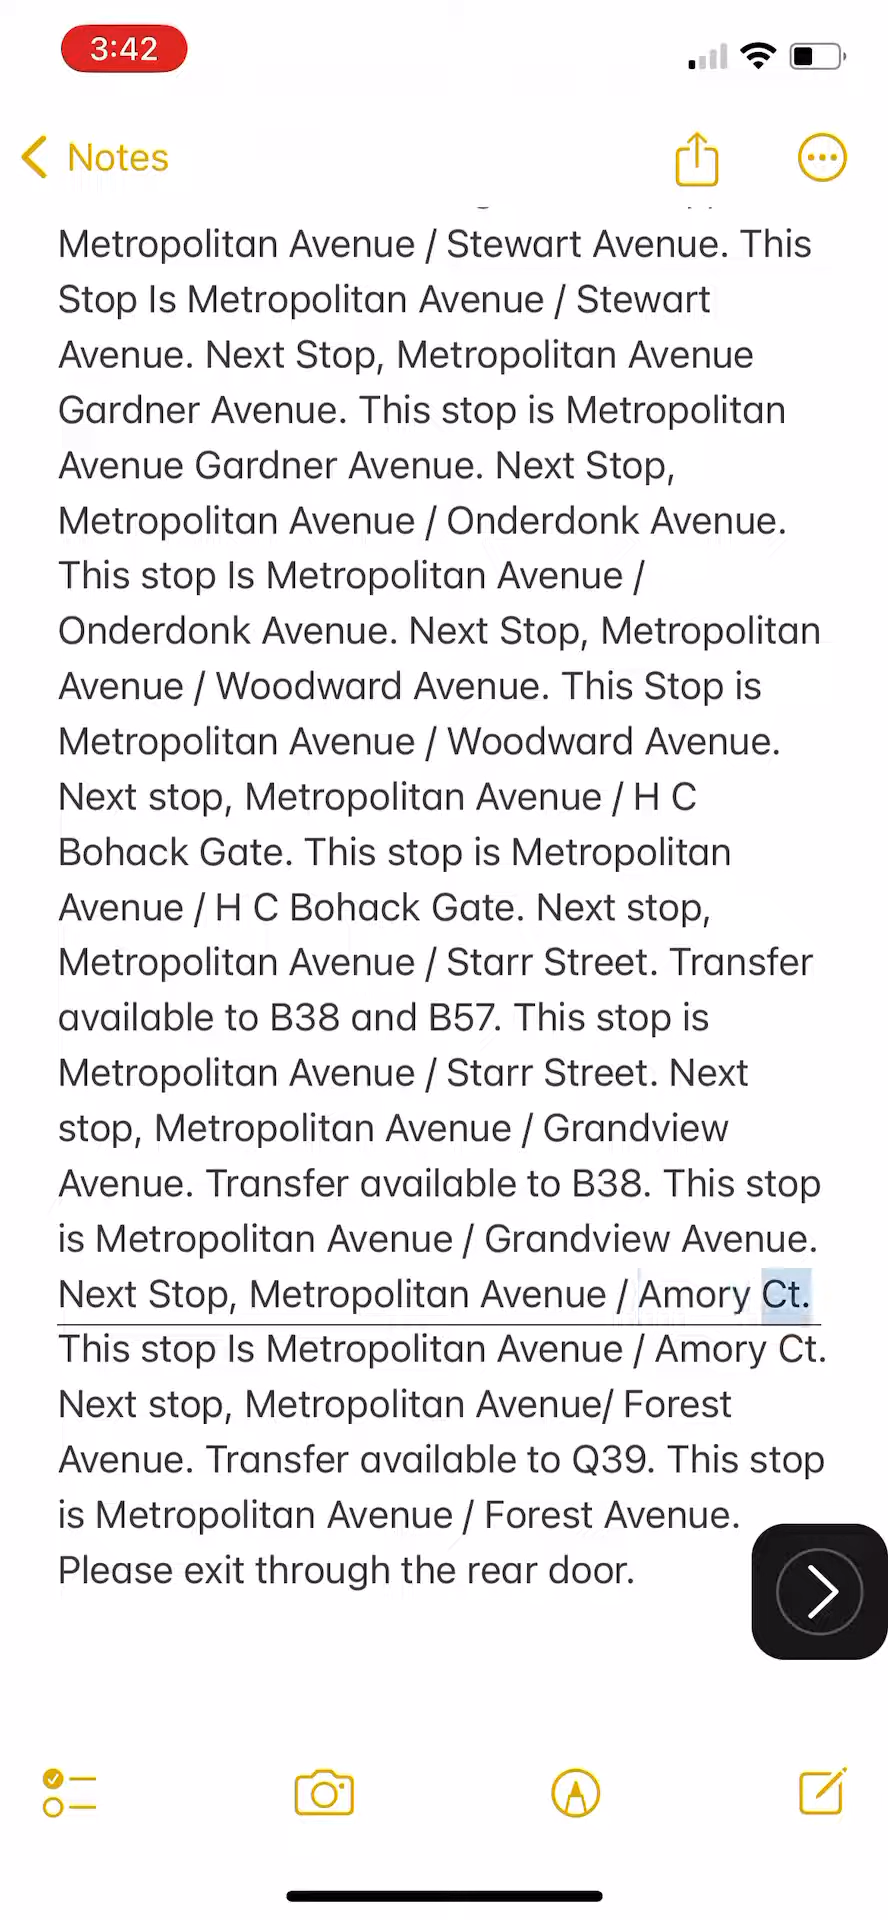 3:42
Notes
Metropolitan Avenue / Stewart Avenue. This
Stop Is Metropolitan Avenue / Stewart
Avenue. Next Stop, Metropolitan Avenue
Gardner Avenue. This stop is Metropolitan
Avenue Gardner Avenue. Next Stop,
Metropolitan Avenue / Onderdonk Avenue.
This stop Is Metropolitan Avenue /
Onderdonk Avenue. Next Stop, Metropolitan
Avenue / Woodward Avenue. This Stop is
Metropolitan Avenue / Woodward Avenue.
Next stop, Metropolitan Avenue / H C
Bohack Gate. This stop is Metropolitan
Avenue / H C Bohack Gate. Next stop,
Metropolitan Avenue / Starr Street. Transfer
available to B38 and B57. This stop is
Metropolitan Avenue / Starr Street. Next
stop, Metropolitan Avenue / Grandview
Avenue. Transfer available to B38. This stop
is Metropolitan Avenue / Grandview Avenue.
Next Stop, Metropolitan Avenue / Amory Ct.
This stop Is Metropolitan Avenue / Amory Ct.
Next stop, Metropolitan Avenue/ Forest
Avenue. Transfer available to Q39. This stop
is Metropolitan Avenue / Forest Avenue.
Please exit through the rear door.